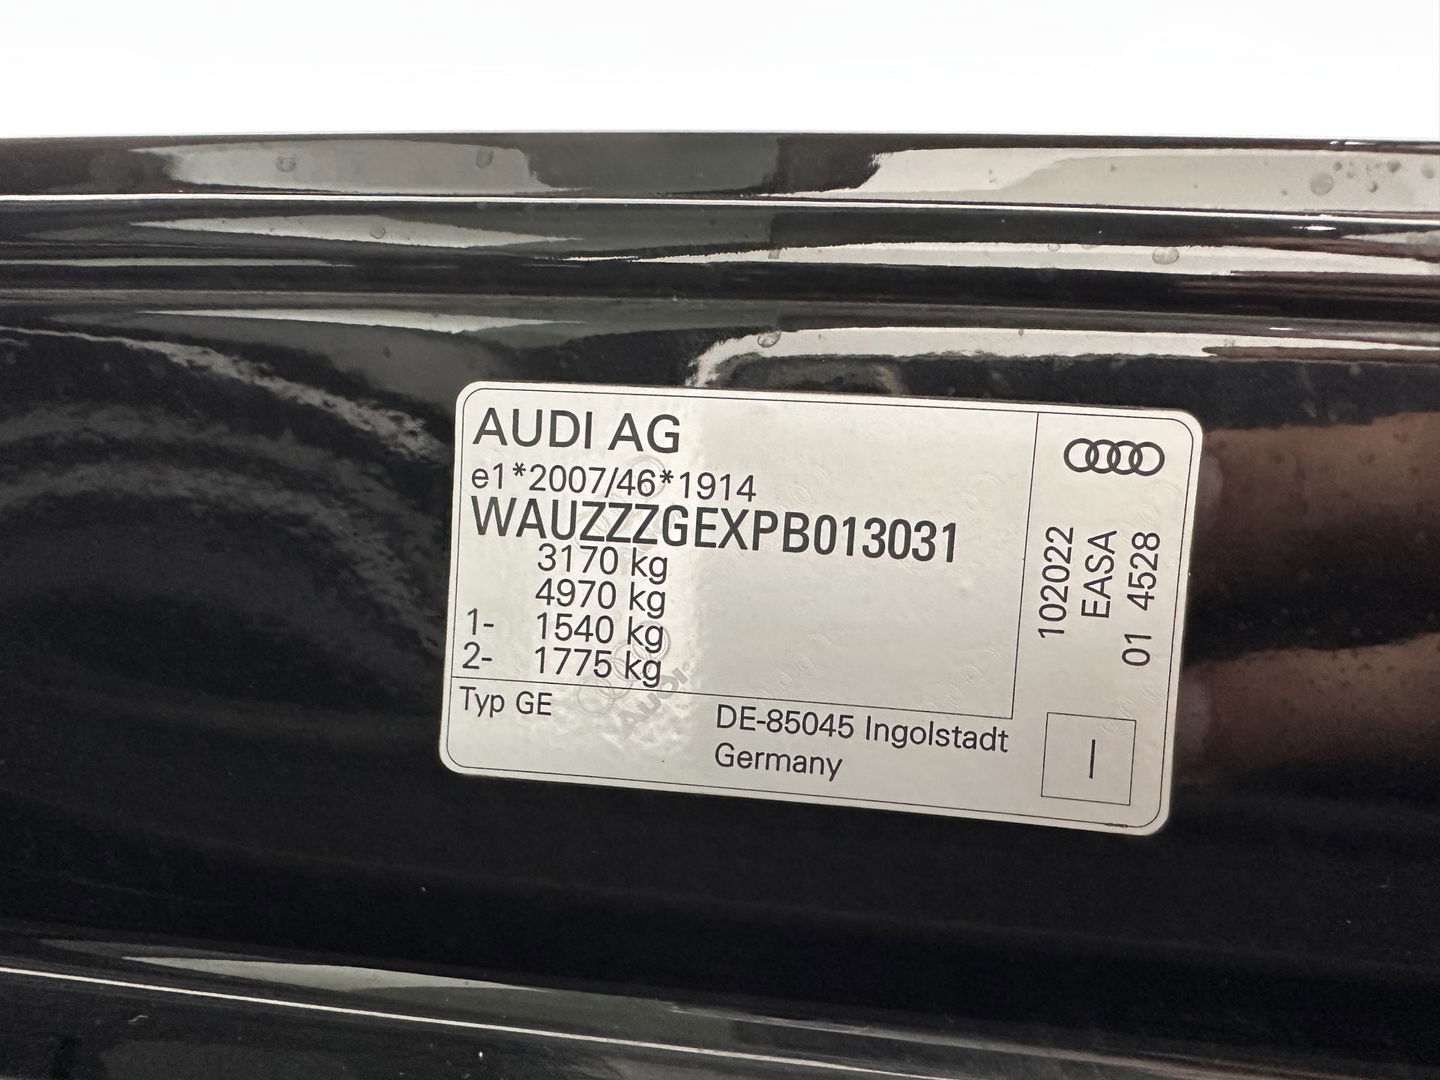 AUDI AG
e1*2007/46*1914
WAUZZZGEXPB013031
3170 kg
4970 kg
1- 1540 kg
2- 1775 kg
Typ GE
DE-85045 Ingolstadt
Germany
102022
EASA
01 4528
I
Audi